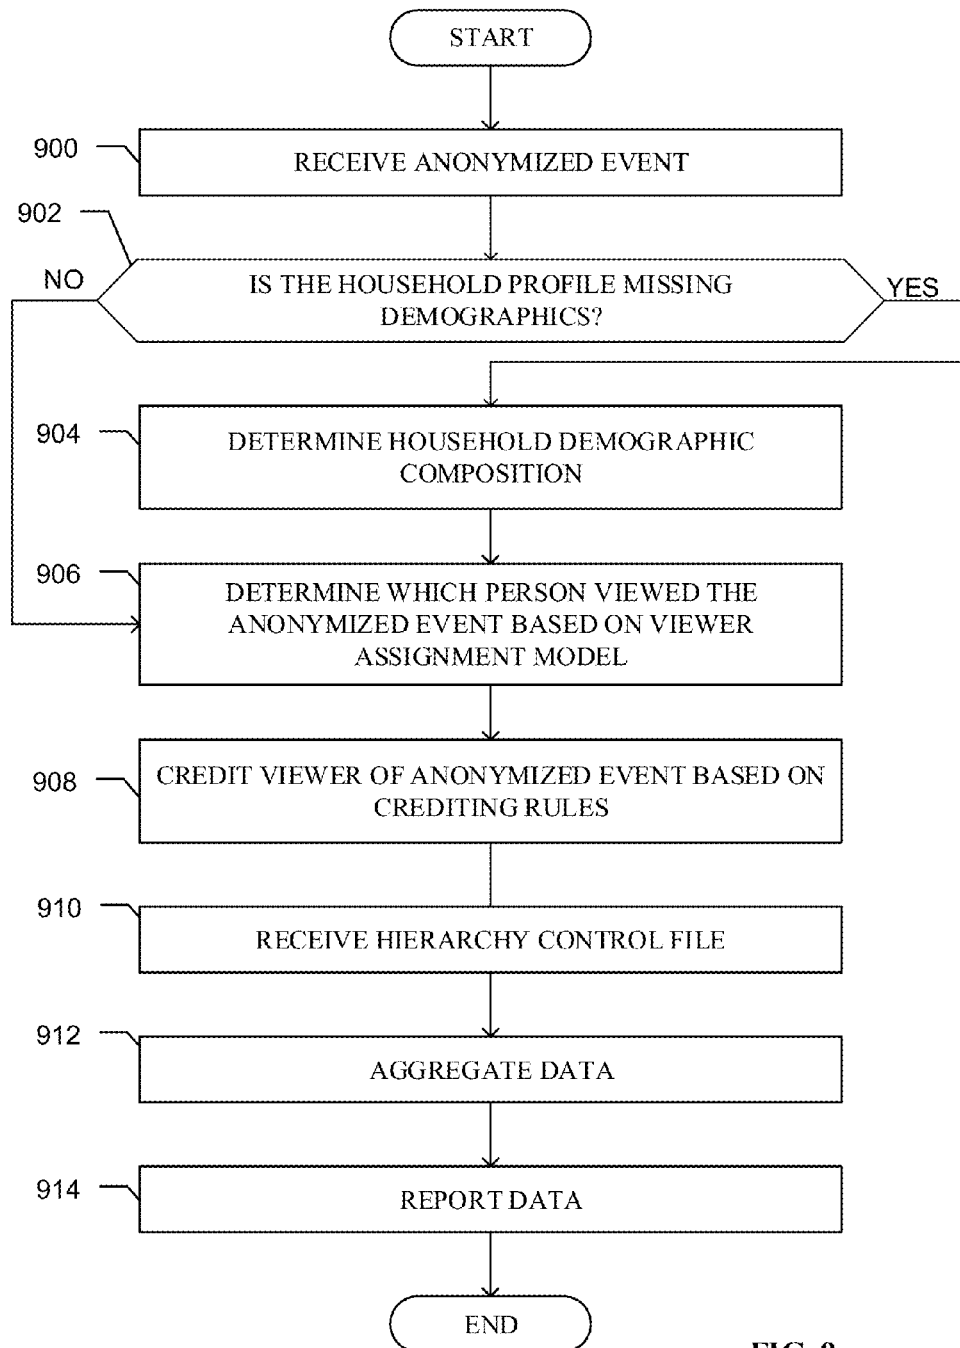 START
900
RECEIVE ANONYMIZED EVENT
902
NO
IS THE HOUSEHOLD PROFILE MISSING
DEMOGRAPHICS?
YES
904
DETERMINE HOUSEHOLD DEMOGRAPHIC
COMPOSITION
906
DETERMINE WHICH PERSON VIEWED THE
ANONYMIZED EVENT BASED ON VIEWER
ASSIGNMENT MODEL
908
CREDIT VIEWER OF ANONYMIZED EVENT BASED ON
CREDITING RULES
910
RECEIVE HIERARCHY CONTROL FILE
912
AGGREGATE DATA
914
REPORT DATA
END
FIG.